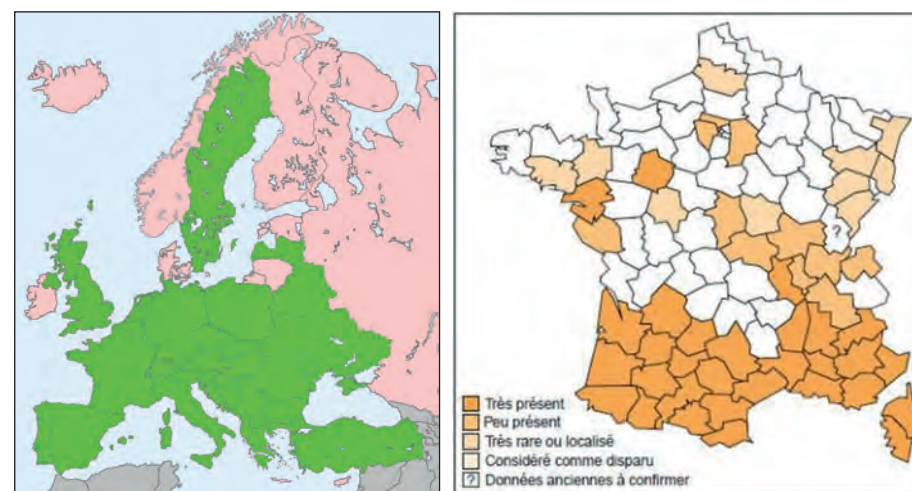 ?
Très présent
Peu présent
Très rare ou localisé
Considéré comme disparu
? Données anciennes à confirmer